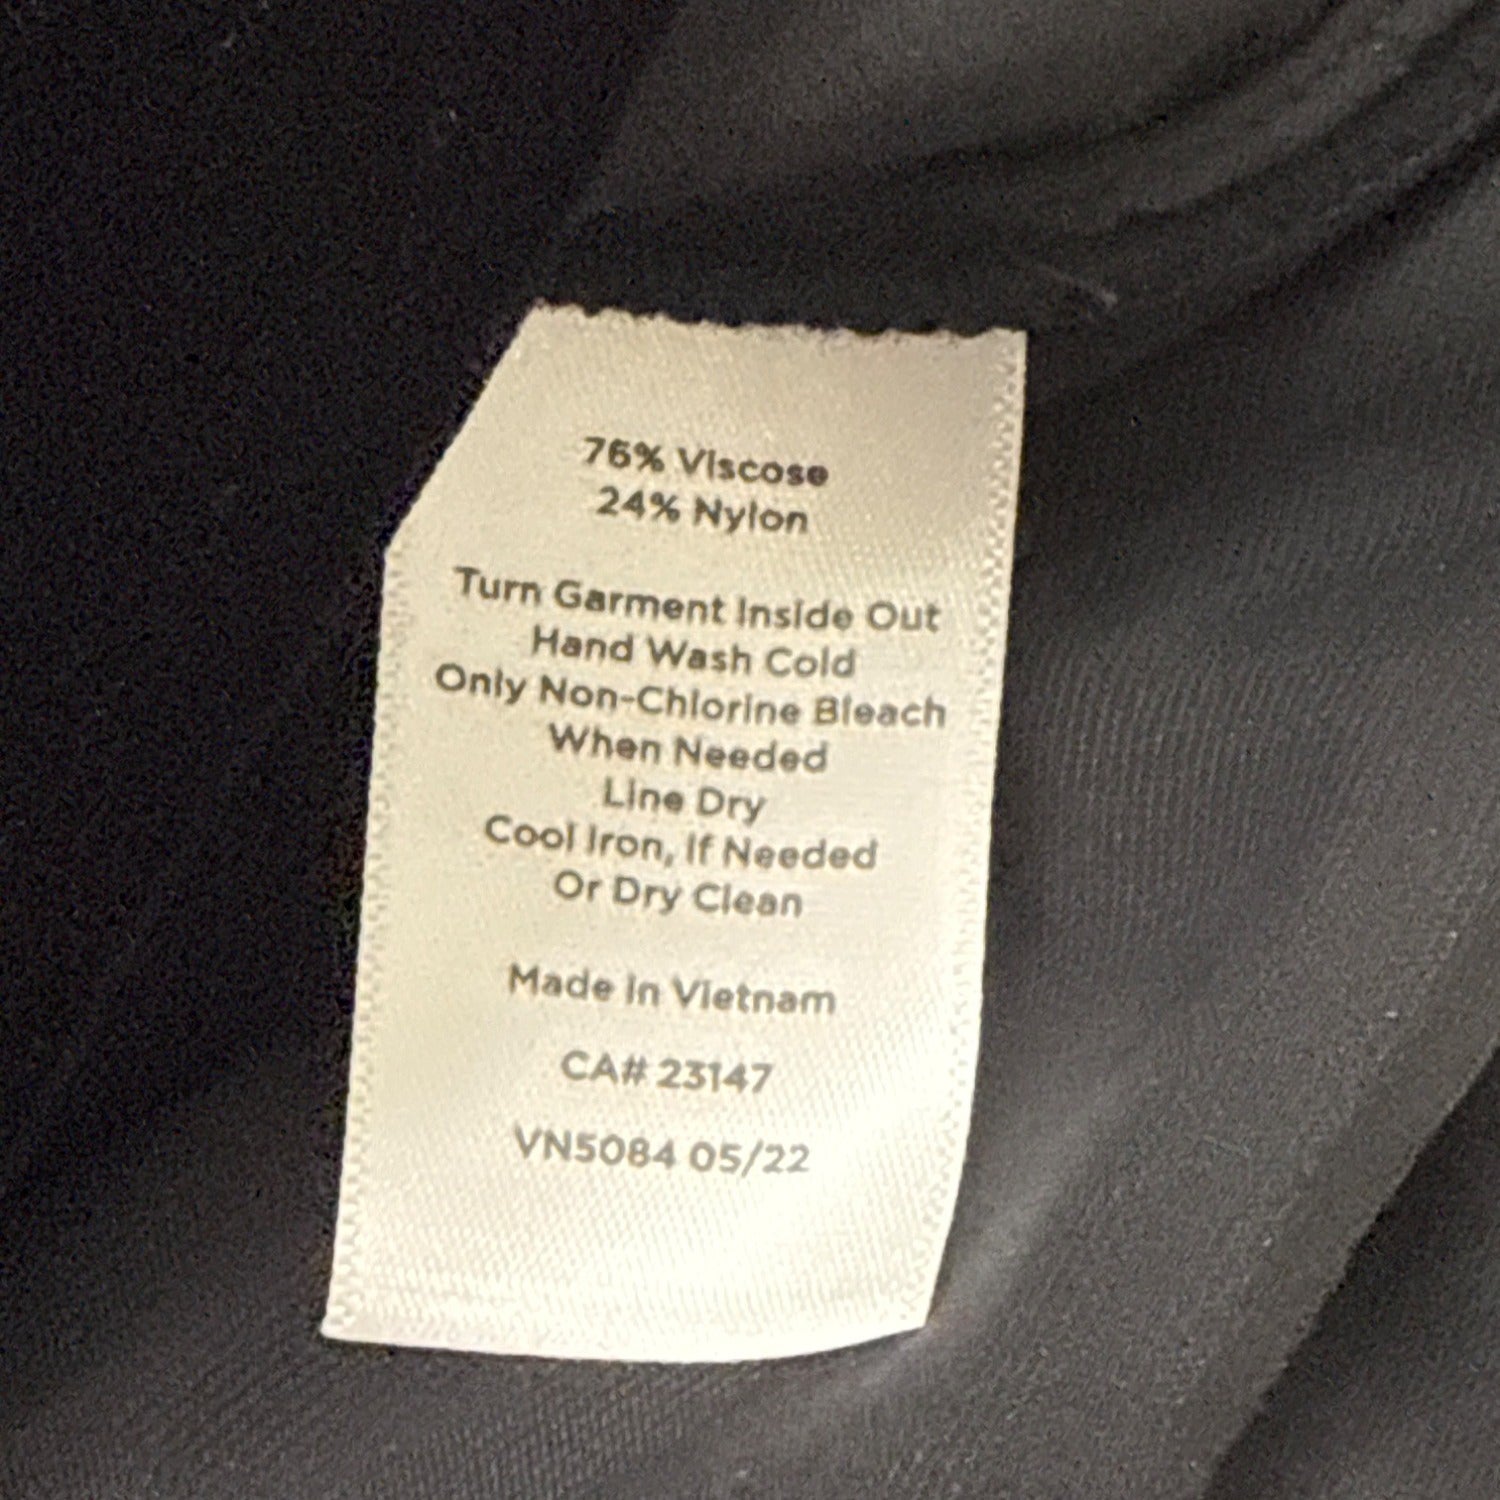 76% Viscose
24% Nylon
Turn Garment Inside Out
Hand Wash Cold
Only Non-Chlorine Bleach
When Needed
Line Dry
Cool Iron, If Needed
Or Dry Clean
Made In Vietnam
CA# 23147
VN5084 05/22